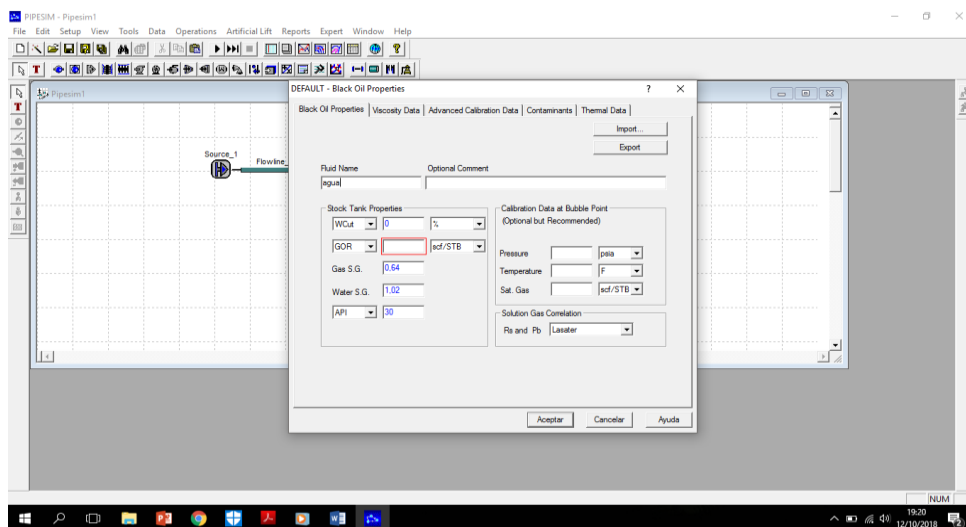 PIPESIM - Pipesim1
File Edit Setup View Tools Data Operations Artificial Lift Reports Expert Window Help
Pipesim1
DEFAULT - Black Oil Properties ? ×
Black Oil Properties Viscosity Data Advanced Calibration Data Contaminants Thermal Data
Import...
Export
Source_1
Flowline_
Fluid Name Optional Comment
agua
Stock Tank Properties
WCut 0 %
GOR scf/STB
Gas S.G. 0.64
Water S.G. 1.02
API 30
Calibration Data at Bubble Point
(Optional but Recommended)
Pressure psia
Temperature F
Sat. Gas scf/STB
Solution Gas Correlation
Rs and Pb Lasater
Aceptar Cancelar Ayuda
NUM
19:20
12/10/2018